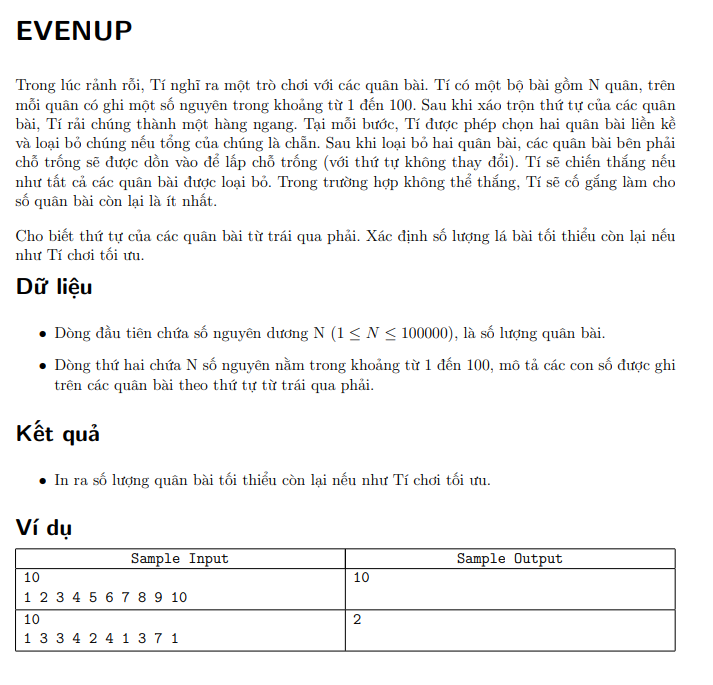 EVENUP
Trong lúc rảnh rỗi, Tí nghĩ ra một trò chơi với các quân bài. Tí có một bộ bài gồm N quân, trên
mỗi quân có ghi một số nguyên trong khoảng từ 1 đến 100. Sau khi xáo trộn thứ tự của các quân
bài, Tí rải chúng thành một hàng ngang. Tại mỗi bước, Tí được phép chọn hai quân bài liền kề
và loại bỏ chúng nếu tổng của chúng là chẵn. Sau khi loại bỏ hai quân bài, các quân bài bên phải
chỗ trống sẽ được dồn vào để lấp chỗ trống (với thứ tự không thay đổi). Tí sẽ chiến thắng nếu
như tất cả các quân bài được loại bỏ. Trong trường hợp không thể thắng, Tí sẽ cố gắng làm cho
số quân bài còn lại là ít nhất.
Cho biết thứ tự của các quân bài từ trái qua phải. Xác định số lượng lá bài tối thiểu còn lại nếu
như Tí chơi tối ưu.
Dữ liệu
• Dòng đầu tiên chứa số nguyên dương N (1 ≤ N ≤ 100000), là số lượng quân bài.
• Dòng thứ hai chứa N số nguyên nằm trong khoảng từ 1 đến 100, mô tả các con số được ghi
trên các quân bài theo thứ tự từ trái qua phải.
Kết quả
• In ra số lượng quân bài tối thiểu còn lại nếu như Tí chơi tối ưu.
Ví dụ
Sample Input Sample Output
10 10
1 2 3 4 5 6 7 8 9 10
10 2
1 3 3 4 2 4 1 3 7 1